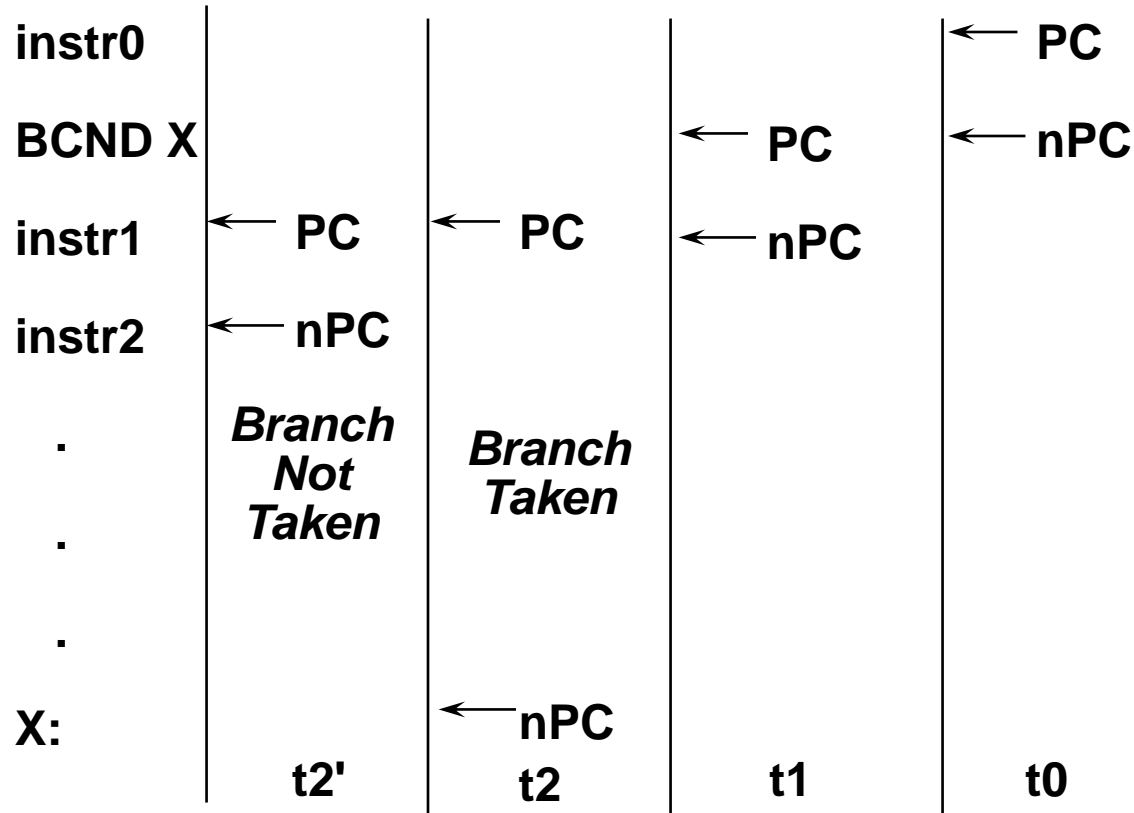 instr0 PC
BCND X PC nPC
instr1 PC PC nPC
instr2 nPC
.
Branch
Not
Taken
Branch
Taken
.
.
X: nPC
t2' t2 t1 t0